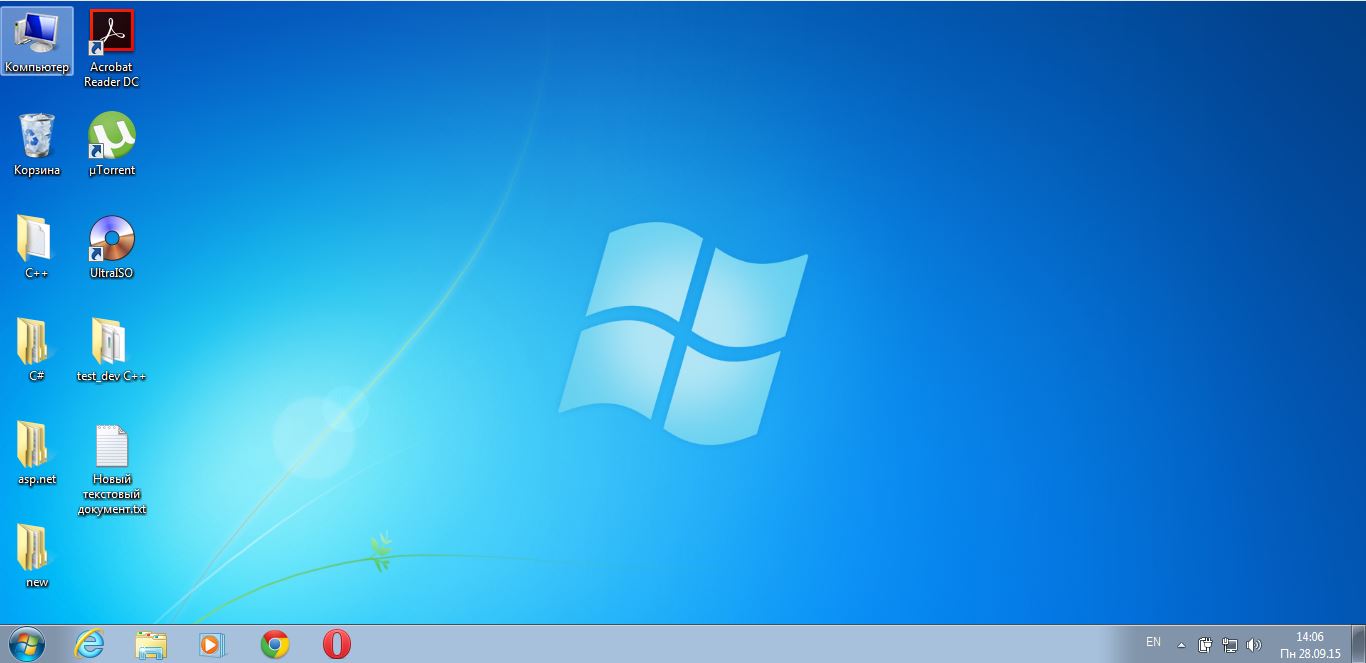 Компьютер
Acrobat
Reader DC
Корзина
µTorrent
C++
UltraISO
C#
test_dev C++
asp.net
Новый
текстовый
документ.txt
new
EN
14:06
Пн 28.09.15